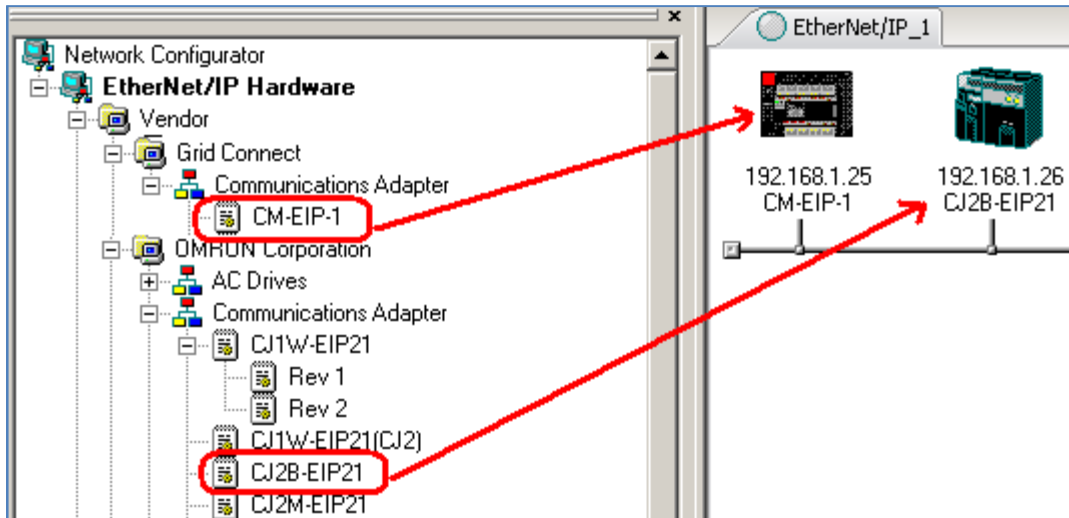 Network Configurator
EtherNet/IP Hardware
Vendor
Grid Connect
Communications Adapter
CM-EIP-1
OMRON Corporation
AC Drives
Communications Adapter
CJ1W-EIP21
Rev 1
Rev 2
CJ1W-EIP21(CJ2)
CJ2B-EIP21
CJ2M-EIP21
EtherNet/IP_1
192.168.1.25
CM-EIP-1
192.168.1.26
CJ2B-EIP21